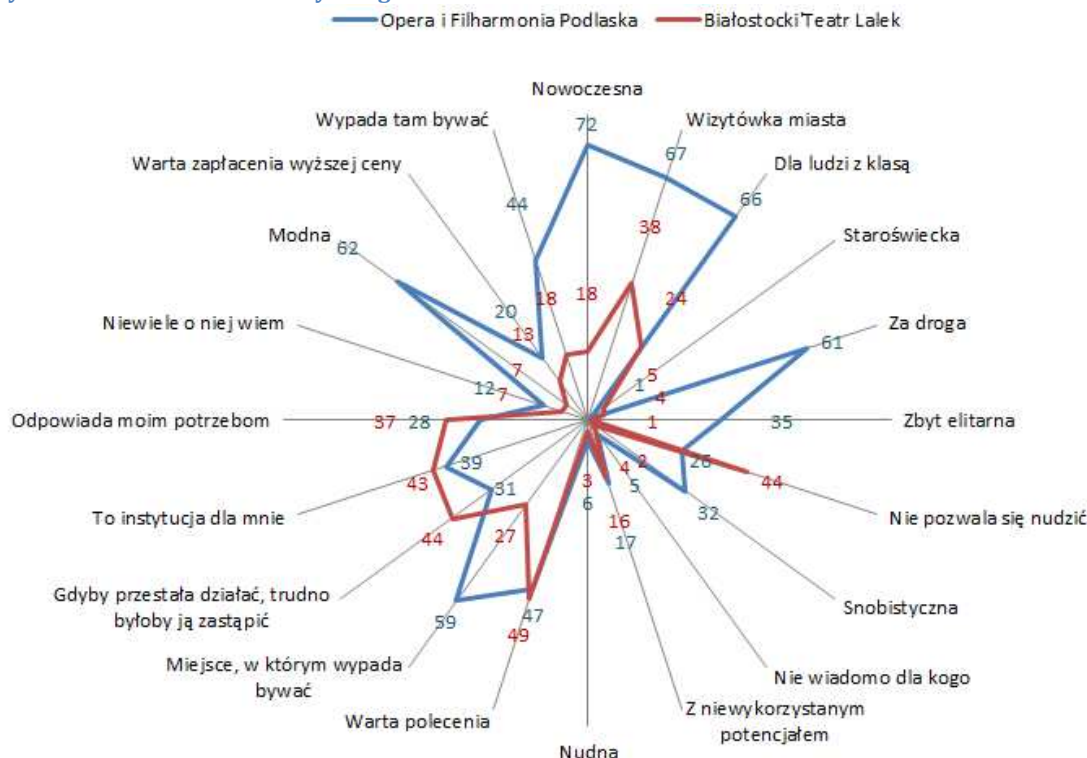 Opera i Filharmonia Podlaska
Białostocki Teatr Lalek
Nowoczesna
72
Wizytówka miasta
67
38
Dla ludzi z klasą
66
24
Staroświecka
1
5
Za droga
61
4
Zbyt elitarna
35
1
Nie pozwala się nudzić
26
44
Snobistyczna
32
2
Nie wiadomo dla kogo
5
4
Z niewykorzystanym
potencjałem
17
16
Nudna
6
3
Warta polecenia
47
49
Miejsce, w którym wypada
bywać
59
27
Gdyby przestała działać, trudno
byłoby ją zastąpić
31
44
To instytucja dla mnie
39
43
Odpowiada moim potrzebom
28
37
Niewiele o niej wiem
12
7
Modna
62
7
Warta zapłacenia wyższej ceny
20
13
Wypada tam bywać
44
18
18